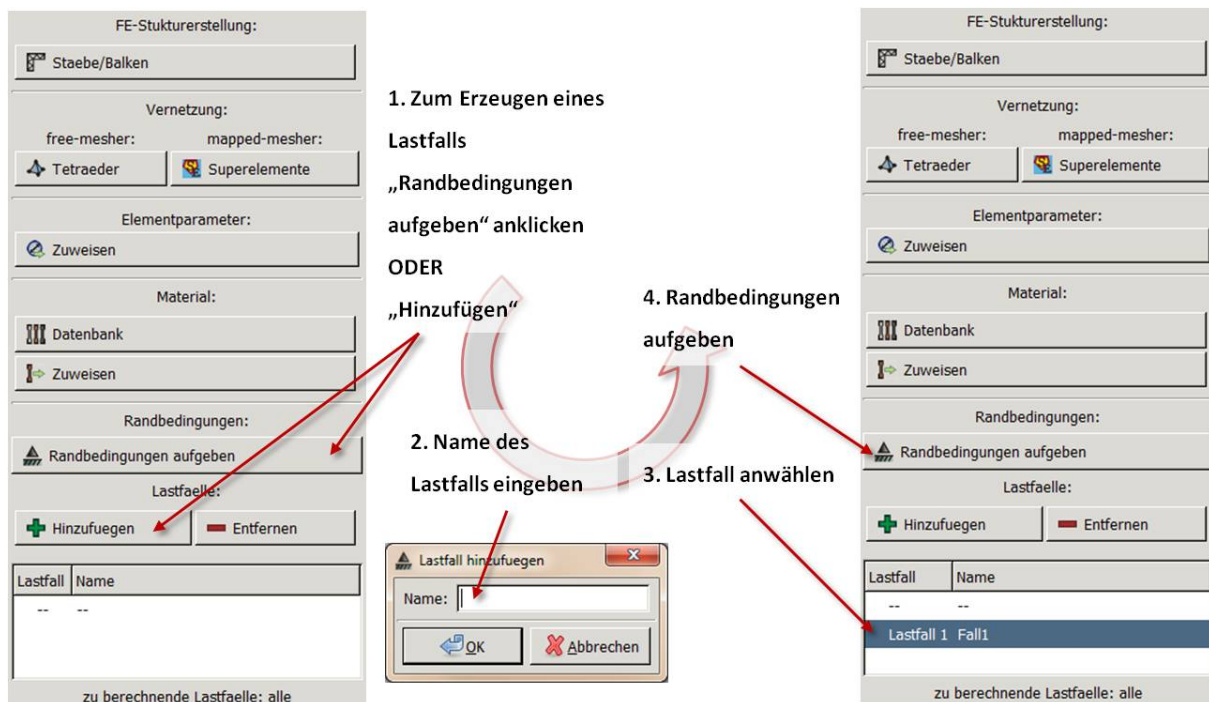 FE-Stukturerstellung:
Staebe/Balken
Vernetzung:
free-mesher: mapped-mesher:
Tetraeder Superelemente
Elementparameter:
Zuweisen
Material:
Datenbank
Zuweisen
Randbedingungen:
Randbedingungen aufgeben
Lastfaelle:
Hinzufuegen Entfernen
Lastfall Name
-- --
zu berechnende Lastfaelle: alle
1. Zum Erzeugen eines
Lastfalls
„Randbedingungen
aufgeben“ anklicken
ODER
„Hinzufügen“
2. Name des
Lastfalls eingeben
Lastfall hinzufuegen
Name:
OK Abbrechen
3. Lastfall anwählen
4. Randbedingungen
aufgeben
FE-Stukturerstellung:
Staebe/Balken
Vernetzung:
free-mesher: mapped-mesher:
Tetraeder Superelemente
Elementparameter:
Zuweisen
Material:
Datenbank
Zuweisen
Randbedingungen:
Randbedingungen aufgeben
Lastfaelle:
Hinzufuegen Entfernen
Lastfall Name
-- --
Lastfall 1 Fall1
zu berechnende Lastfaelle: alle